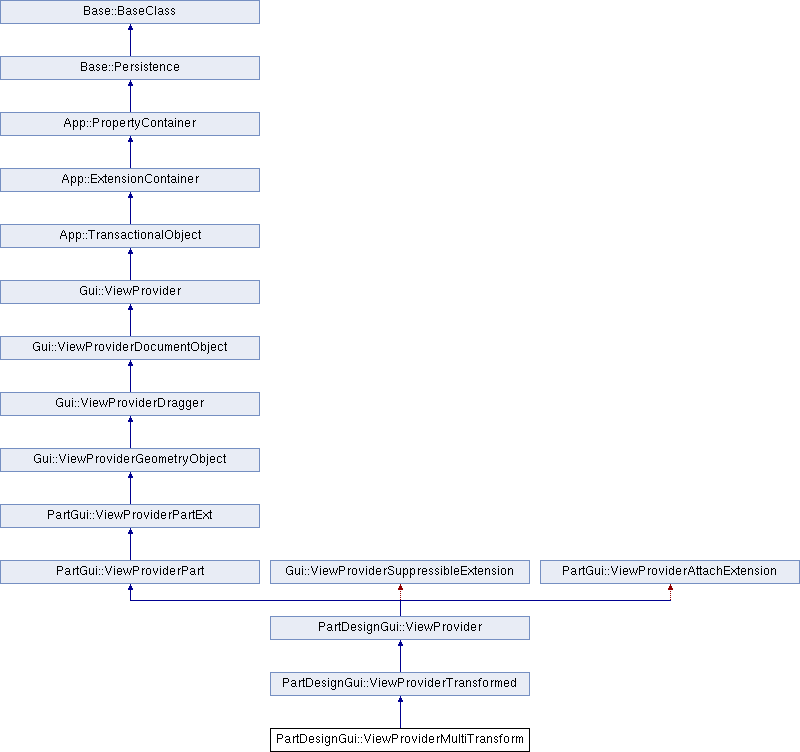 Base::BaseClass
Base::Persistence
App::PropertyContainer
App::ExtensionContainer
App::TransactionalObject
Gui::ViewProvider
Gui::ViewProviderDocumentObject
Gui::ViewProviderDragger
Gui::ViewProviderGeometryObject
PartGui::ViewProviderPartExt
PartGui::ViewProviderPart
Gui::ViewProviderSuppressibleExtension
PartGui::ViewProviderAttachExtension
PartDesignGui::ViewProvider
PartDesignGui::ViewProviderTransformed
PartDesignGui::ViewProviderMultiTransform